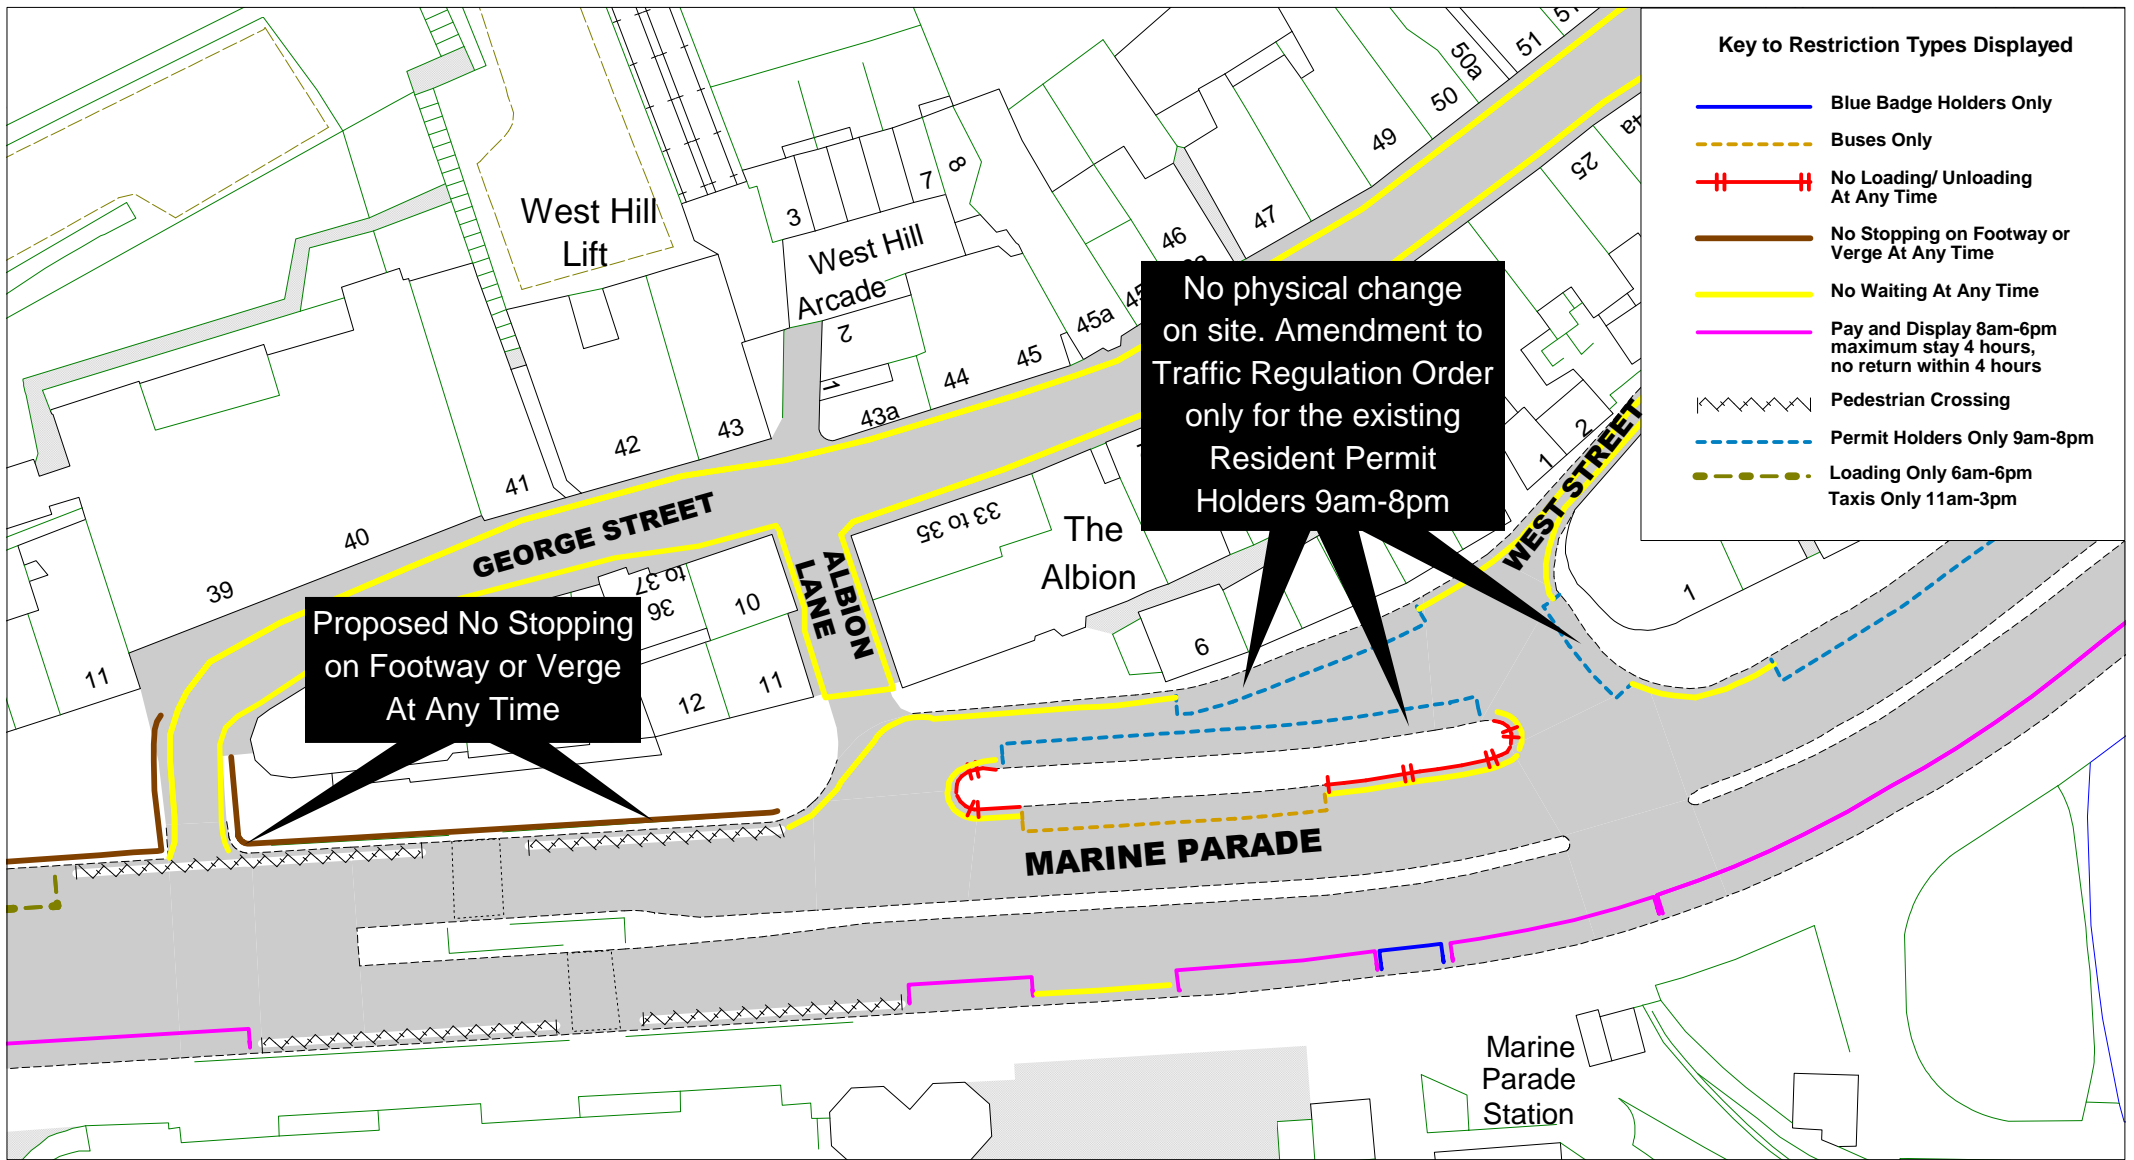 Key to Restriction Types Displayed
Blue Badge Holders Only
Buses Only
No Loading/ Unloading
At Any Time
No Stopping on Footway or
Verge At Any Time
No Waiting At Any Time
Pay and Display 8am-6pm
maximum stay 4 hours,
no return within 4 hours
Pedestrian Crossing
Permit Holders Only 9am-8pm
Loading Only 6am-6pm
Taxis Only 11am-3pm
51
50a
50
49
47
46
4a
25
8
7
3
West Hill
Lift
West Hill
Arcade
2
1
45a
45
44
43a
43
42
41
40
39
11
No physical change
on site. Amendment to
Traffic Regulation Order
only for the existing
Resident Permit
Holders 9am-8pm
GEORGE STREET
ALBION
LANE
WEST STREET
2
1
1
33 to 35
The
Albion
6
36
to 37
10
11
12
Proposed No Stopping
on Footway or Verge
At Any Time
MARINE PARADE
Marine
Parade
Station